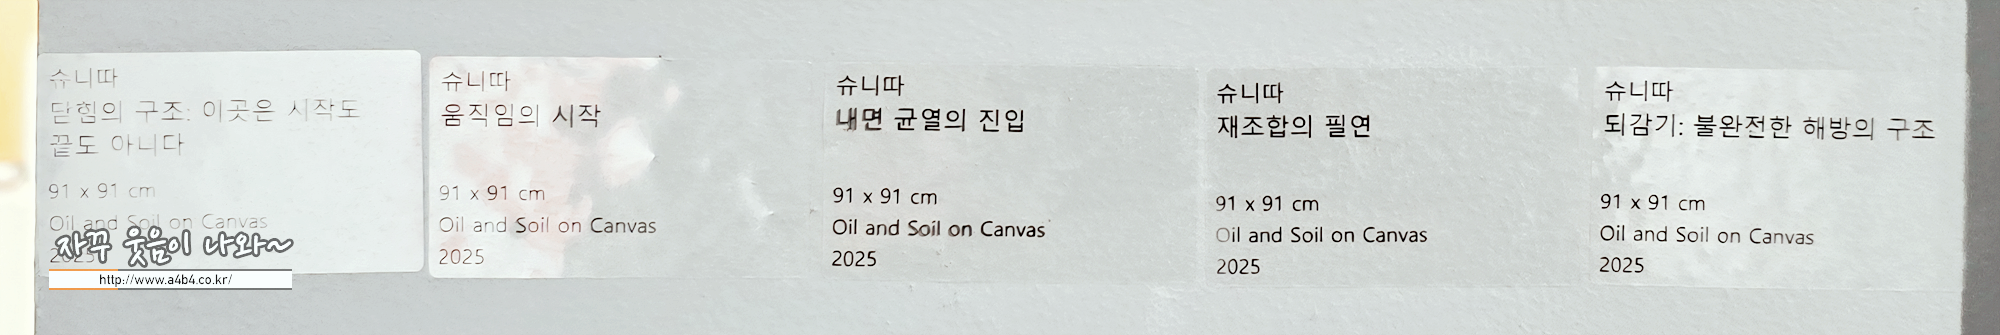 슈니따
닫힘의 구조: 이곳은 시작도
끝도 아니다
91 x 91 cm
Oil and Soil on Canvas
2025
자꾸 웃음이 나와~
http://www.a4b4.co.kr/
슈니따
움직임의 시작
91 x 91 cm
Oil and Soil on Canvas
2025
슈니따
내면 균열의 진입
91 x 91 cm
Oil and Soil on Canvas
2025
슈니따
재조합의 필연
91 x 91 cm
Oil and Soil on Canvas
2025
슈니따
되감기: 불완전한 해방의 구조
91 x 91 cm
Oil and Soil on Canvas
2025